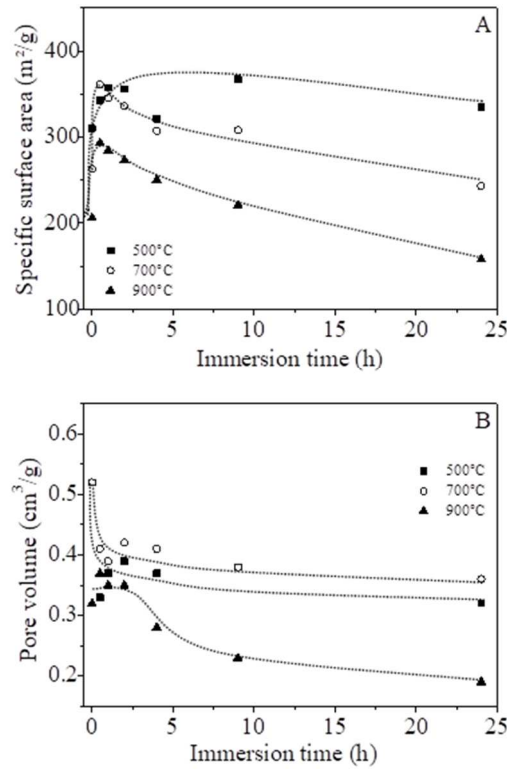 A
Specific surface area (m²/g)
400
300
200
100
500°C
700°C
900°C
0 5 10 15 20 25
Immersion time (h)
B
Pore volume (cm³/g)
0.6
0.5
0.4
0.3
0.2
500°C
700°C
900°C
0 5 10 15 20 25
Immersion time (h)